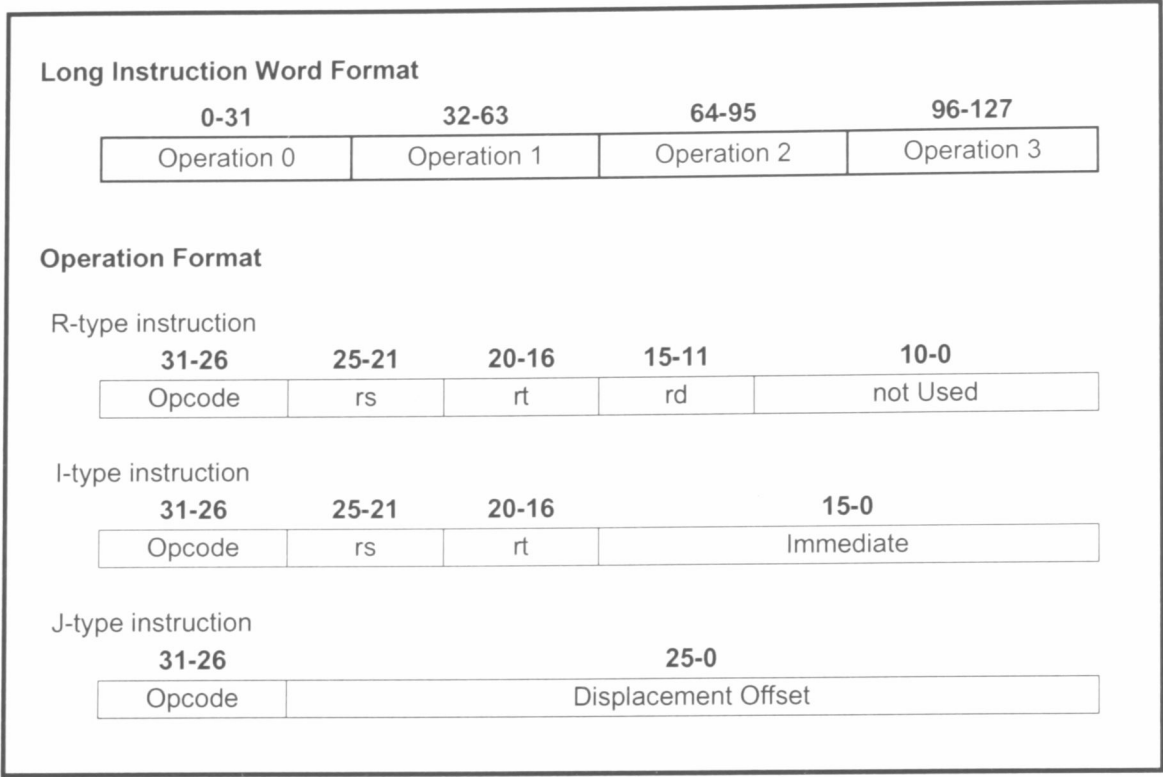 Long Instruction Word Format
0-31 32-63 64-95 96-127
Operation 0 Operation 1 Operation 2 Operation 3
Operation Format
R-type instruction
31-26 25-21 20-16 15-11 10-0
Opcode rs rt rd not Used
I-type instruction
31-26 25-21 20-16 15-0
Opcode rs rt Immediate
J-type instruction
31-26 25-0
Opcode Displacement Offset